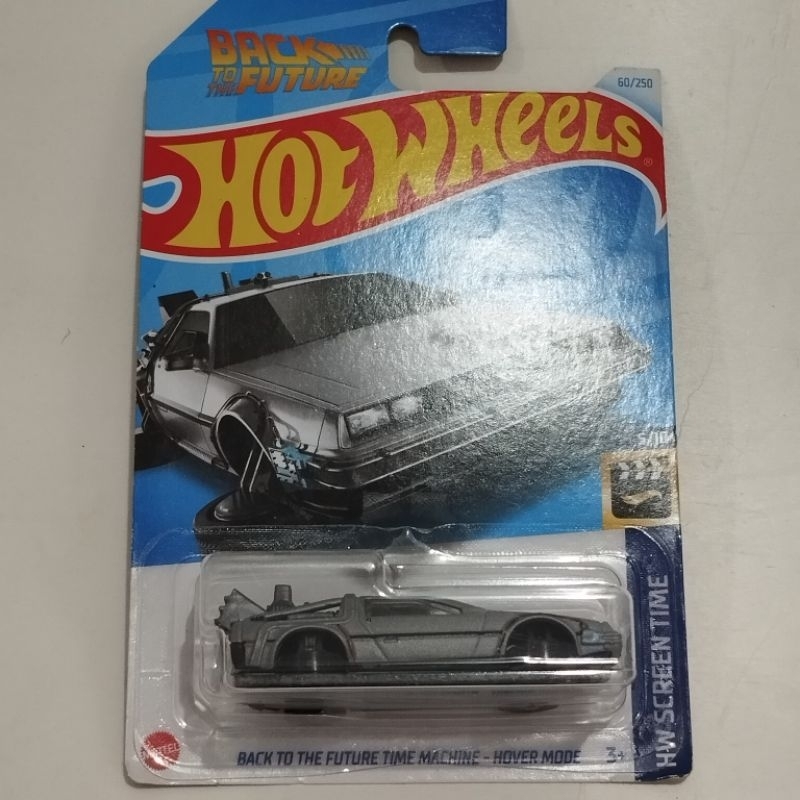 BACK
TO THE FUTURE
60/250
HOT WHEELS®
5/10
HW SCREEN TIME
MATTEL
BACK TO THE FUTURE TIME MACHINE - HOVER MODE
3+